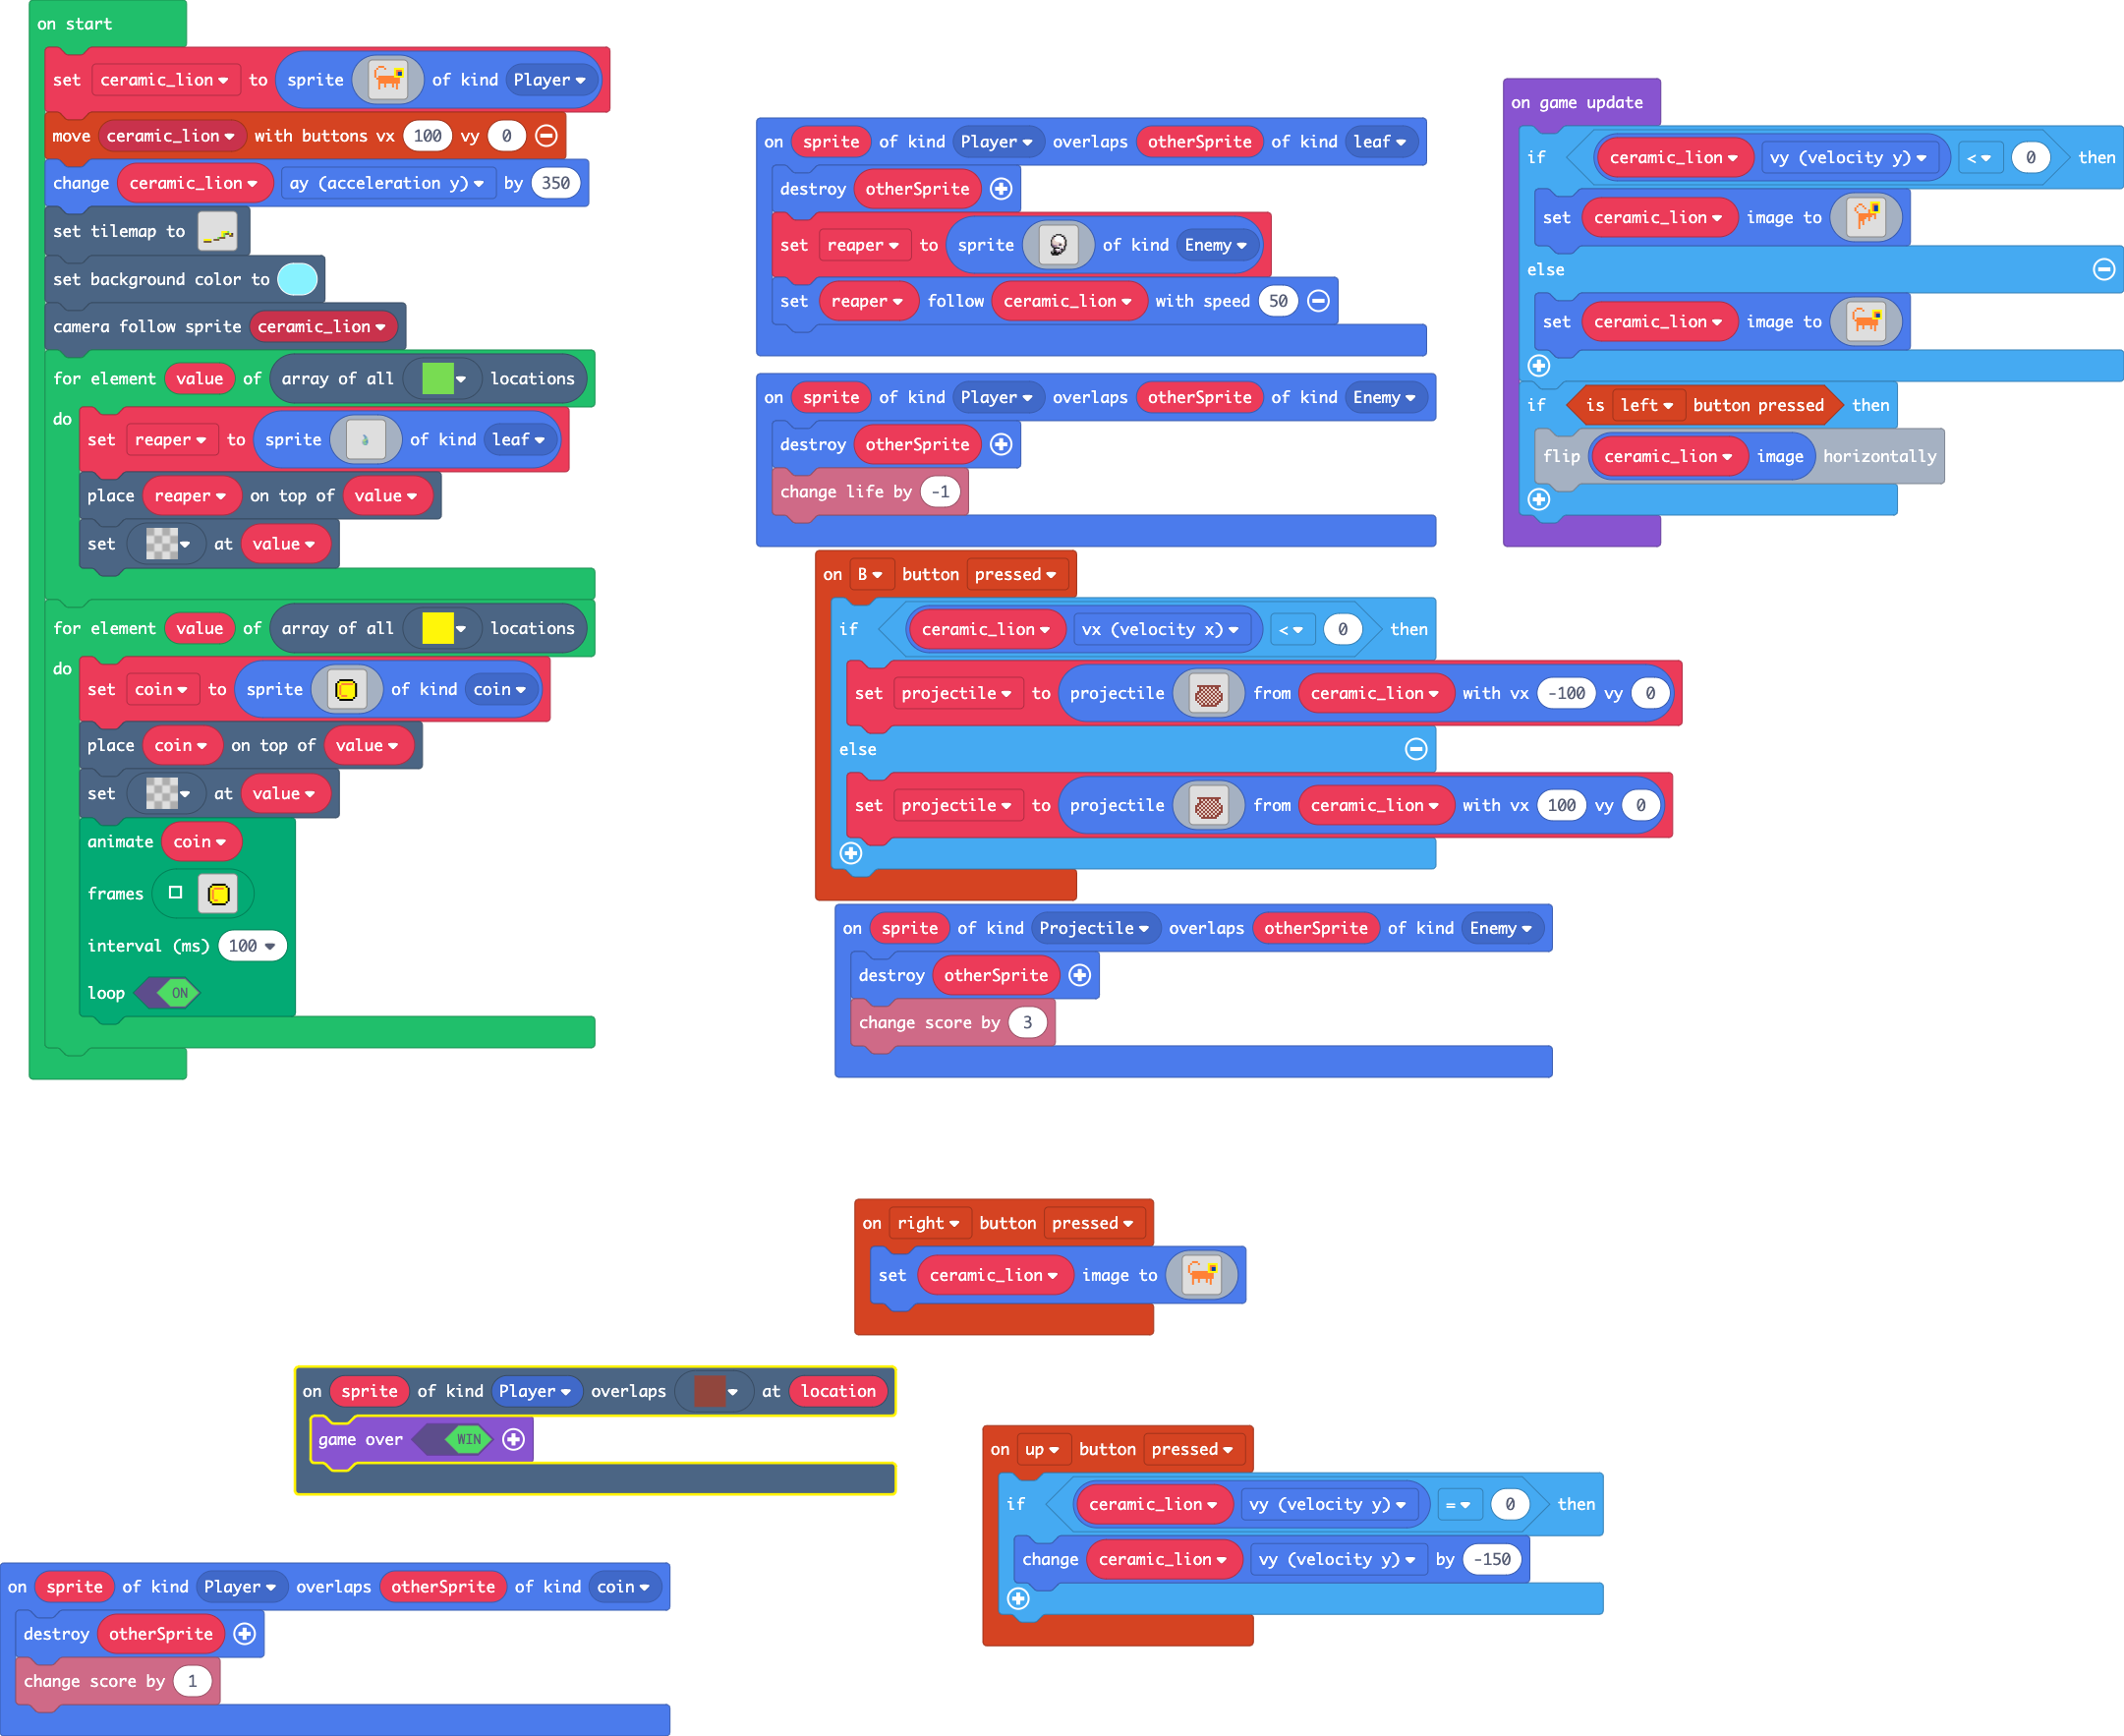 on start
set ceramic_lion to sprite of kind Player
move ceramic_lion with buttons vx 100 vy 0
change ceramic_lion ay (acceleration y) by 350
set tilemap to
set background color to
camera follow sprite ceramic_lion
for element value of array of all locations
do
set reaper to sprite of kind leaf
place reaper on top of value
set at value
for element value of array of all locations
do
set coin to sprite of kind coin
place coin on top of value
set at value
animate coin
frames
interval (ms) 100
loop ON
on sprite of kind Player overlaps otherSprite of kind leaf
destroy otherSprite
set reaper to sprite of kind Enemy
set reaper follow ceramic_lion with speed 50
on sprite of kind Player overlaps otherSprite of kind Enemy
destroy otherSprite
change life by -1
on B button pressed
if ceramic_lion vx (velocity x) < 0 then
set projectile to projectile from ceramic_lion with vx -100 vy 0
else
set projectile to projectile from ceramic_lion with vx 100 vy 0
on sprite of kind Projectile overlaps otherSprite of kind Enemy
destroy otherSprite
change score by 3
on game update
if ceramic_lion vy (velocity y) < 0 then
set ceramic_lion image to
else
set ceramic_lion image to
if is left button pressed then
flip ceramic_lion image horizontally
on right button pressed
set ceramic_lion image to
on sprite of kind Player overlaps at location
game over WIN
on up button pressed
if ceramic_lion vy (velocity y) = 0 then
change ceramic_lion vy (velocity y) by -150
on sprite of kind Player overlaps otherSprite of kind coin
destroy otherSprite
change score by 1